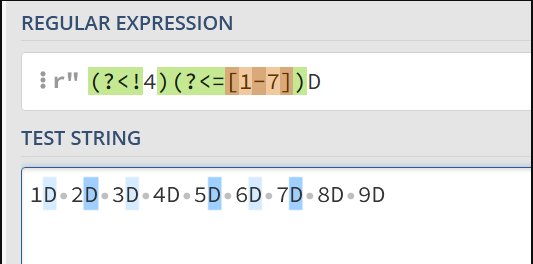 REGULAR EXPRESSION
r" (?<!4)(?<=[1-7])D
TEST STRING
1D·2D·3D·4D·5D·6D·7D·8D·9D